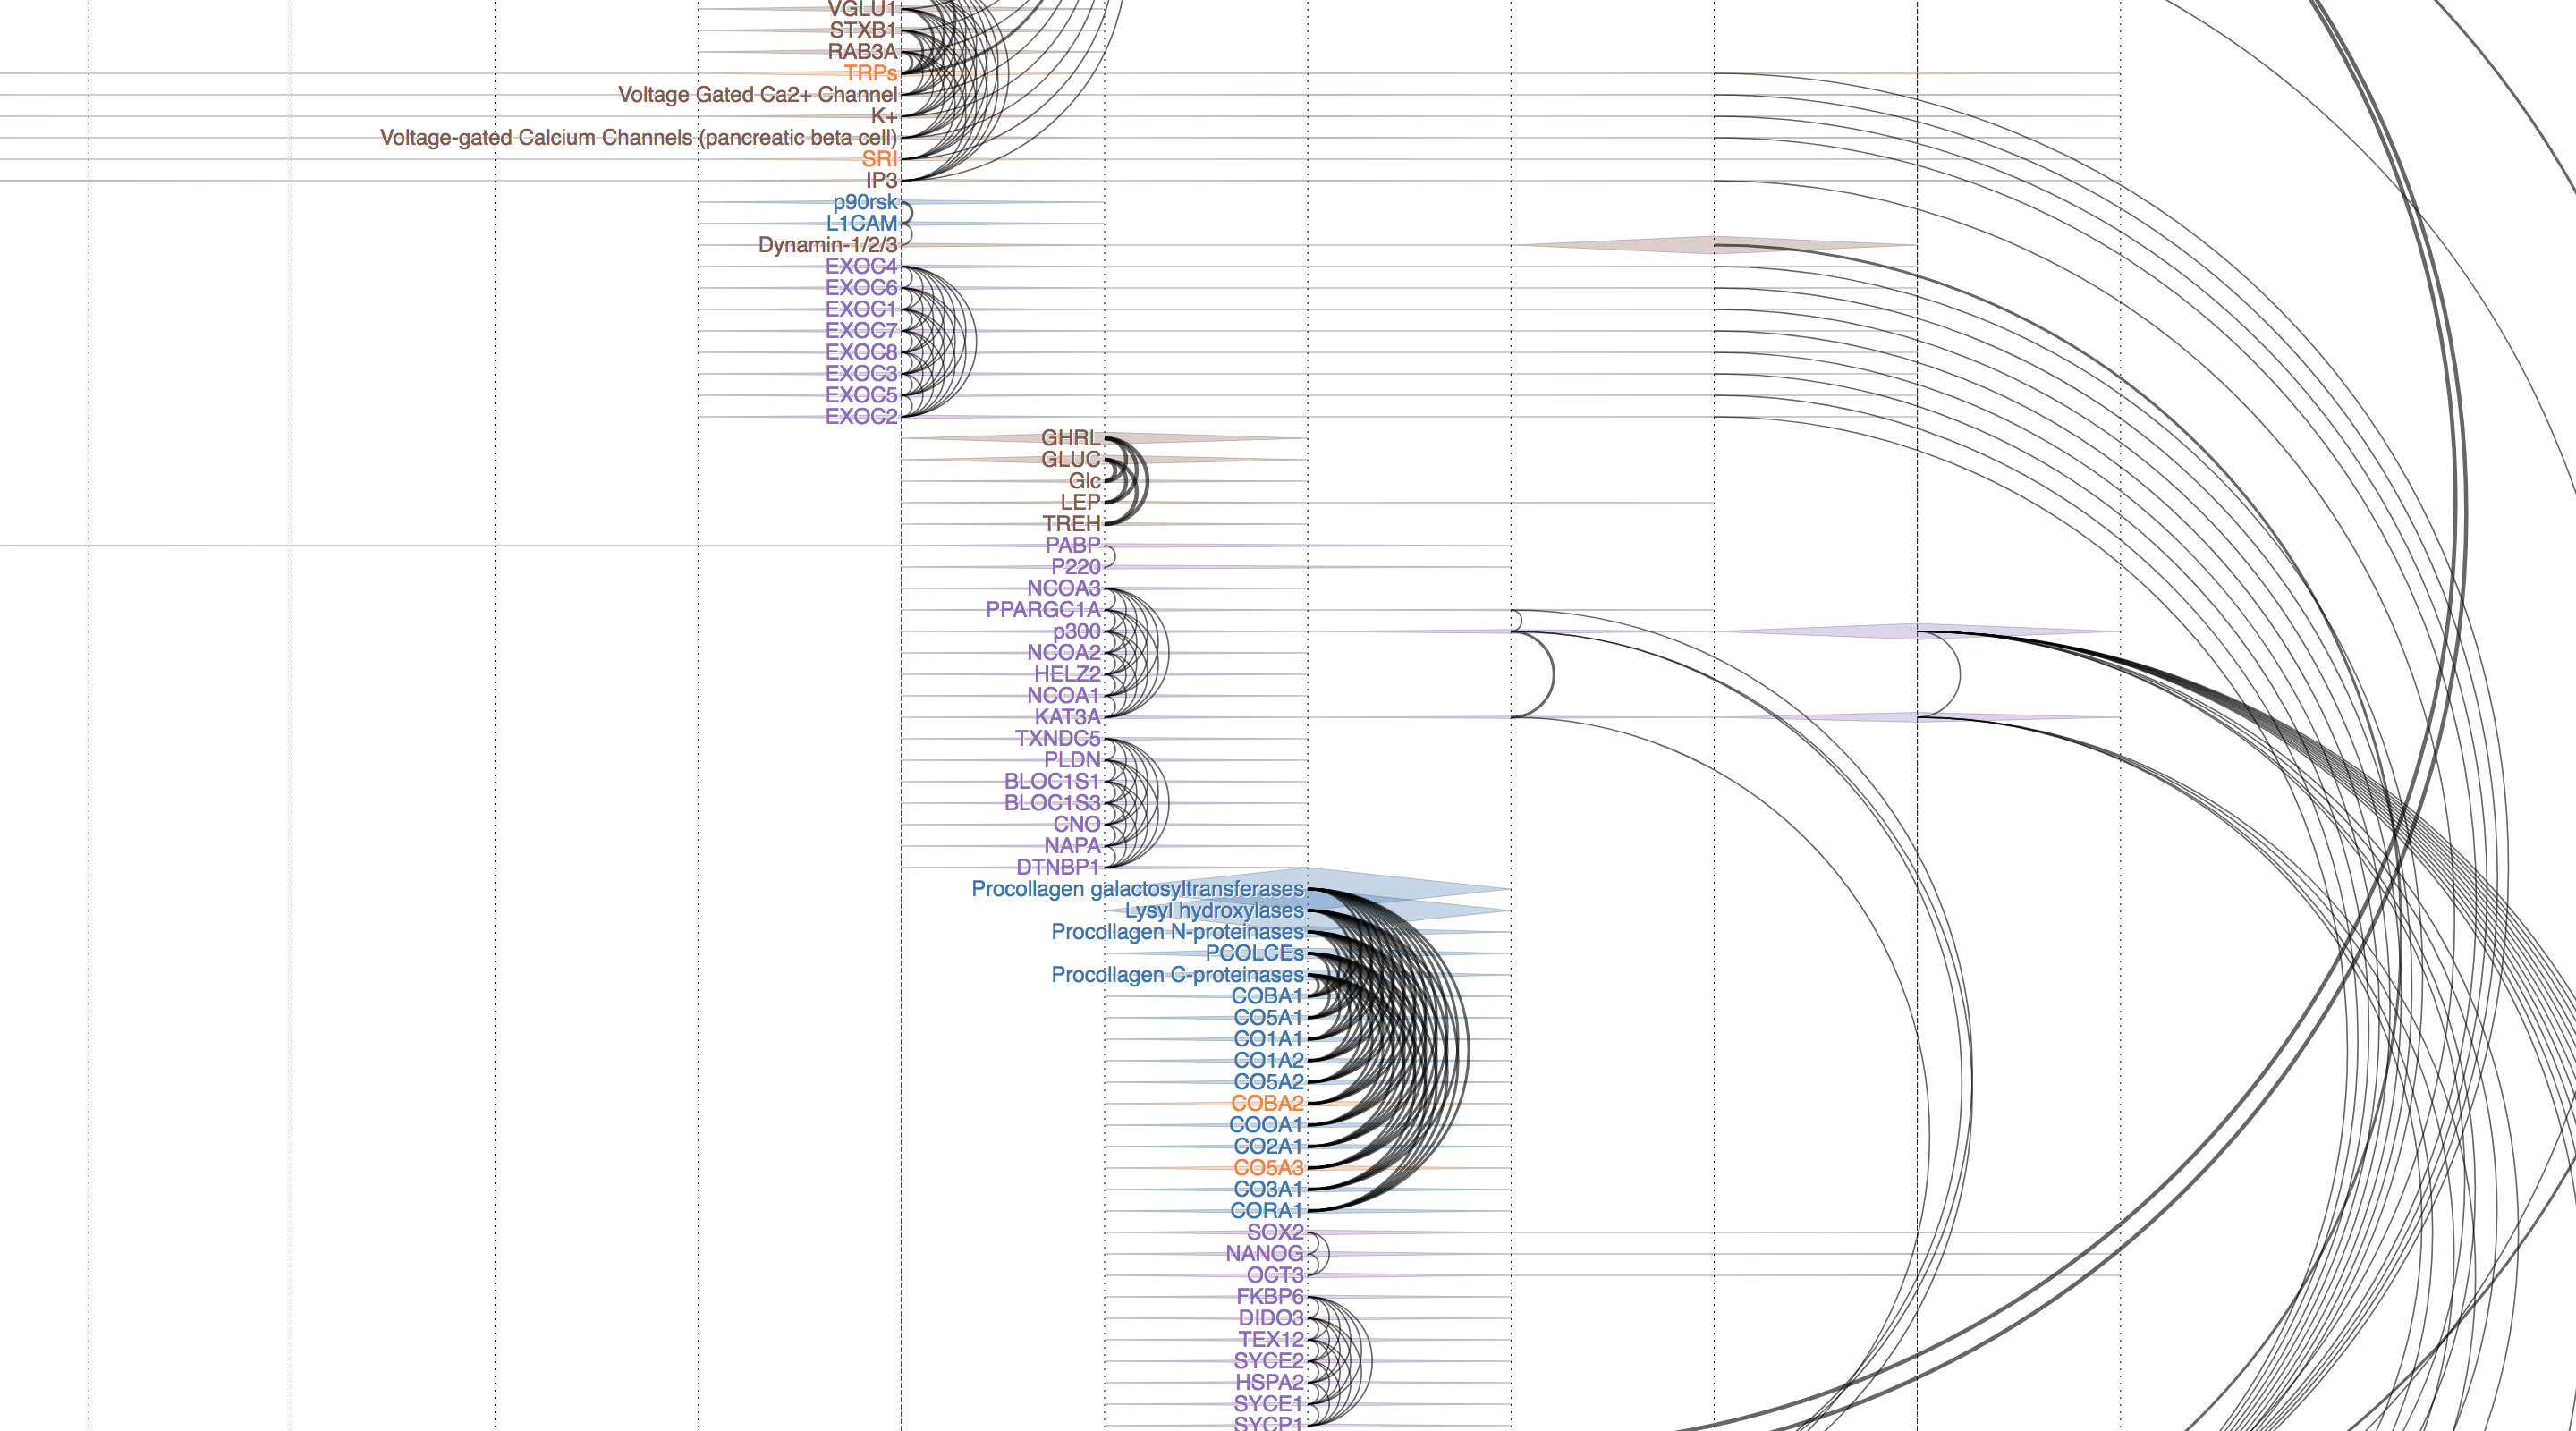 VGLU1
STXB1
RAB3A
TRPs
Voltage Gated Ca2+ Channel
K+
Voltage-gated Calcium Channels (pancreatic beta cell)
SRI
IP3
p90rsk
L1CAM
Dynamin-1/2/3
EXOC4
EXOC6
EXOC1
EXOC7
EXOC8
EXOC3
EXOC5
EXOC2
GHRL
GLUC
Glc
LEP
TREH
PABP
P220
NCOA3
PPARGC1A
p300
NCOA2
HELZ2
NCOA1
KAT3A
TXNDC5
PLDN
BLOC1S1
BLOC1S3
CNO
NAPA
DTNBP1
Procollagen galactosyltransferases
Lysyl hydroxylases
Procollagen N-proteinases
PCOLCEs
Procollagen C-proteinases
COBA1
CO5A1
CO1A1
CO1A2
CO5A2
COBA2
COOA1
CO2A1
CO5A3
CO3A1
CORA1
SOX2
NANOG
OCT3
FKBP6
DIDO3
TEX12
SYCE2
HSPA2
SYCE1
SYCP1